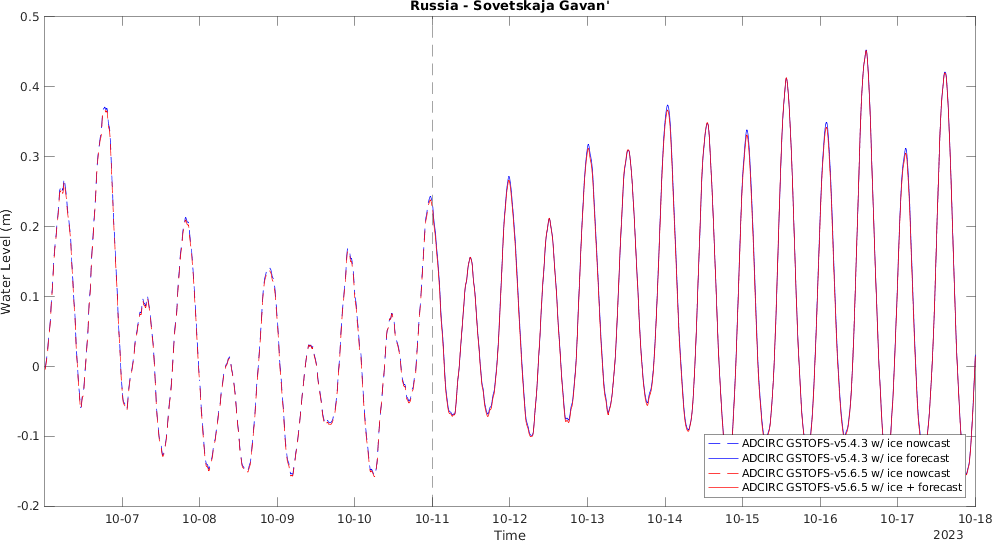 Russia - Sovetskaja Gavan'
0.5
0.4
0.3
0.2
0.1
0
-0.1
-0.2
Water Level (m)
10-07 10-08 10-09 10-10 10-11 10-12 10-13 10-14 10-15 10-16 10-17 10-18
Time
2023
ADCIRC GSTOFS-v5.4.3 w/ ice nowcast
ADCIRC GSTOFS-v5.4.3 w/ ice forecast
ADCIRC GSTOFS-v5.6.5 w/ ice nowcast
ADCIRC GSTOFS-v5.6.5 w/ ice + forecast